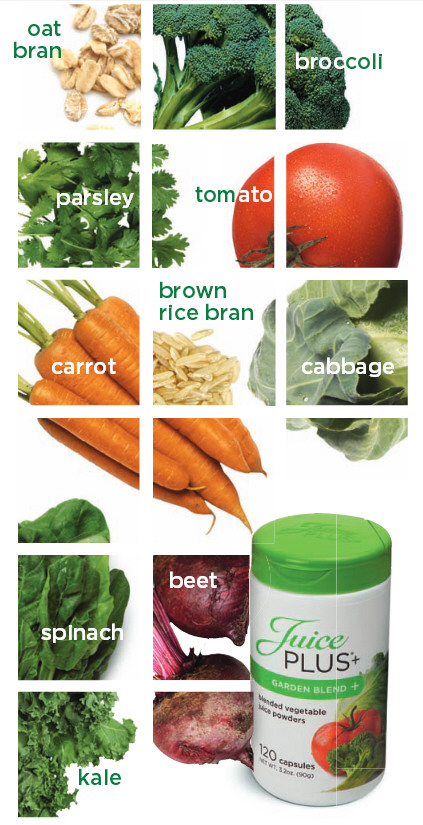 oat
bran
broccoli
parsley
tomato
brown
rice bran
carrot
cabbage
beet
spinach
kale
Juice
PLUS+
GARDEN BLEND +
blended vegetable
juice powders
120 capsules
NET WT. 3.2oz. (90g)